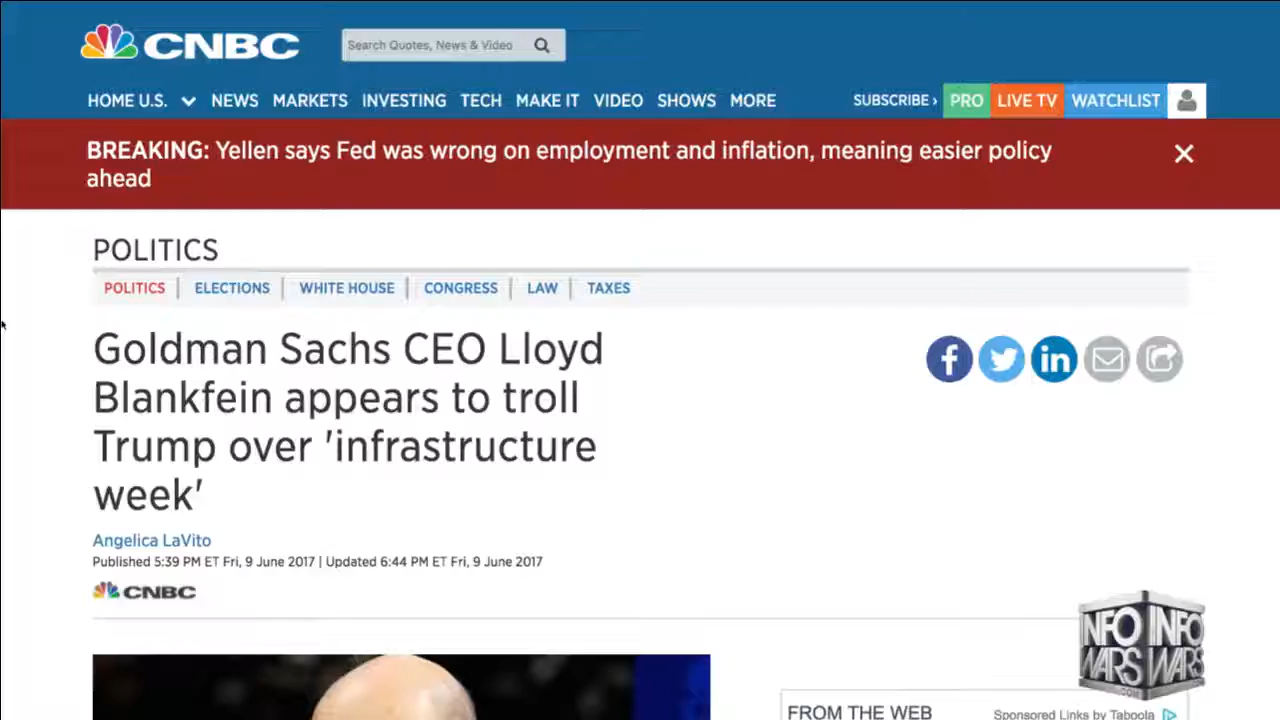 CNBC
Search Quotes, News & Video
HOME U.S. NEWS MARKETS INVESTING TECH MAKE IT VIDEO SHOWS MORE SUBSCRIBE › PRO LIVE TV WATCHLIST
BREAKING: Yellen says Fed was wrong on employment and inflation, meaning easier policy
ahead
POLITICS
POLITICS | ELECTIONS | WHITE HOUSE | CONGRESS | LAW | TAXES
Goldman Sachs CEO Lloyd
Blankfein appears to troll
Trump over 'infrastructure
week'
Angelica LaVito
Published 5:39 PM ET Fri, 9 June 2017 | Updated 6:44 PM ET Fri, 9 June 2017
CNBC
INFO INFO
WARS WARS
.COM
FROM THE WEB
Sponsored Links by Taboola